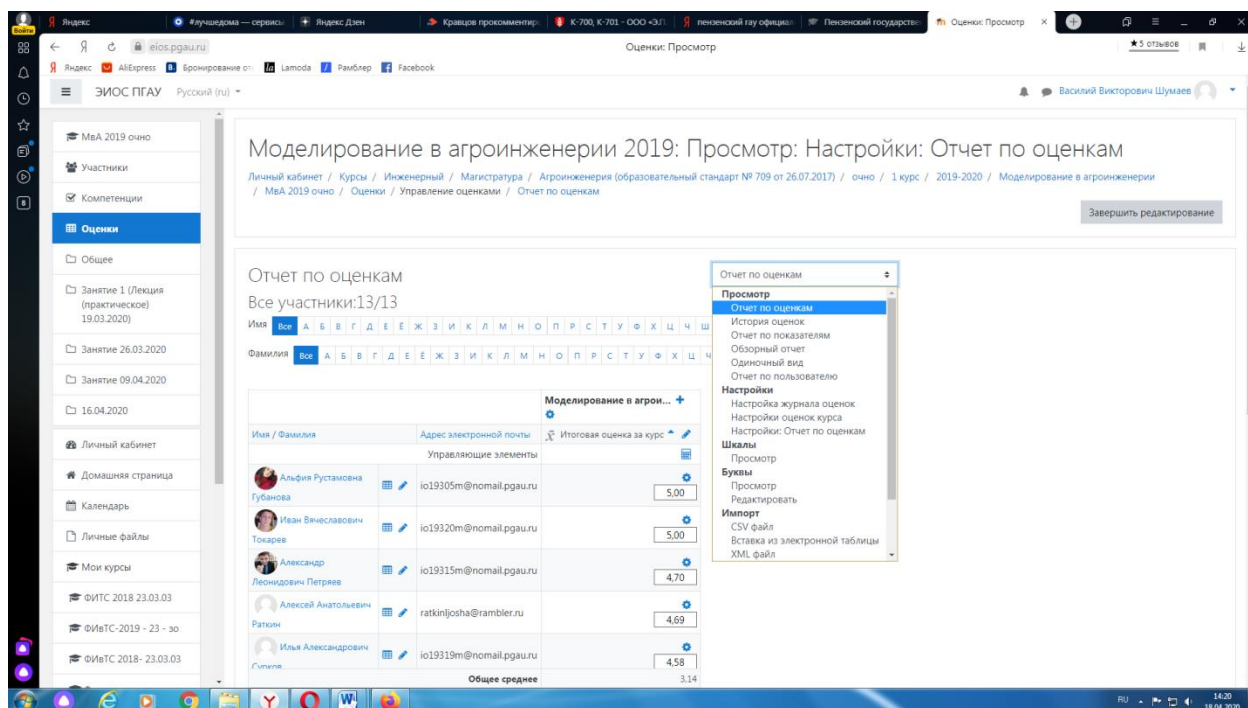 Яндекс
#лучшедома — сервисы
Яндекс Дзен
Кравцов прокомментир
К-700, К-701 - ООО «ЭЛ
пензенский гау официал
Пензенский государстве
Оценки: Просмотр
Войти
eios.pgau.ru
Оценки: Просмотр
★5 отзывов
Яндекс
AliExpress
Бронирование от
Lamoda
Рамблер
Facebook
ЭИОС ПГАУ
Русский (ru)
Василий Викторович Шумаев
МвА 2019 очно
Участники
Компетенции
Оценки
Общее
Занятие 1 (Лекция
(практическое)
19.03.2020)
Занятие 26.03.2020
Занятие 09.04.2020
16.04.2020
Личный кабинет
Домашняя страница
Календарь
Личные файлы
Мои курсы
ФИТС 2018 23.03.03
ФИвТС-2019 - 23 - зо
ФИвТС 2018- 23.03.03
Моделирование в агроинженерии 2019: Просмотр: Настройки: Отчет по оценкам
Личный кабинет / Курсы / Инженерный / Магистратура / Агроинженерия (образовательный стандарт № 709 от 26.07.2017) / очно / 1 курс / 2019-2020 / Моделирование в агроинженерии
/ МвА 2019 очно / Оценки / Управление оценками / Отчет по оценкам
Завершить редактирование
Отчет по оценкам
Все участники:13/13
Имя Все А Б В Г Д Е Ё Ж З И К Л М Н О П Р С Т У Ф Х Ц Ч Ш
Фамилия Все А Б В Г Д Е Ё Ж З И К Л М Н О П Р С Т У Ф Х Ц Ч
Моделирование в агрои...
Имя / Фамилия
Адрес электронной почты
Итоговая оценка за курс
Управляющие элементы
Альфия Рустамовна
Губанова
io19305m@nomail.pgau.ru
5,00
Иван Вячеславович
Токарев
io19320m@nomail.pgau.ru
5,00
Александр
Леонидович Петряев
io19315m@nomail.pgau.ru
4,70
Алексей Анатольевич
Раткин
ratkinljosha@rambler.ru
4,69
Илья Александрович
Сурков
io19319m@nomail.pgau.ru
4,58
Общее среднее
3,14
Отчет по оценкам
Просмотр
Отчет по оценкам
История оценок
Отчет по показателям
Обзорный отчет
Одиночный вид
Отчет по пользователю
Настройки
Настройка журнала оценок
Настройки оценок курса
Настройки: Отчет по оценкам
Шкалы
Просмотр
Буквы
Просмотр
Редактировать
Импорт
CSV файл
Вставка из электронной таблицы
XML файл
RU
14:20
18.04.2020